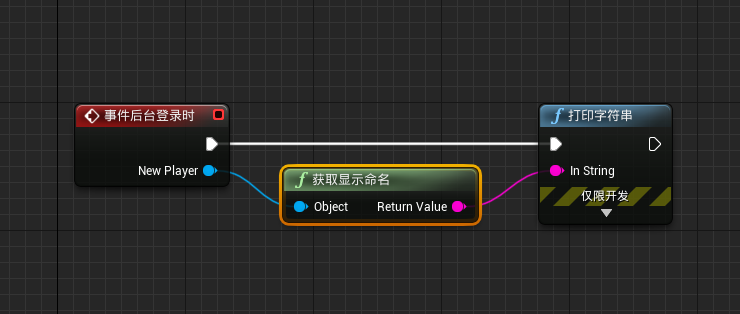 事件后台登录时
New Player
获取显示命名
Object
Return Value
打印字符串
In String
仅限开发